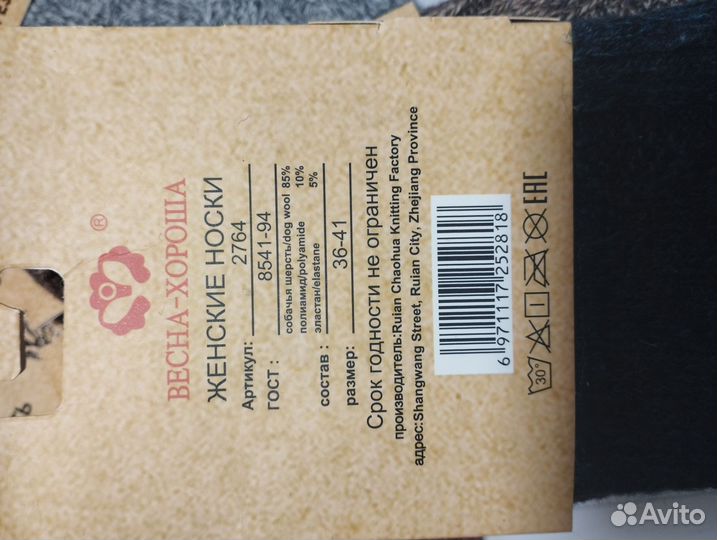 ВЕСНА-ХОРОША
®
ЖЕНСКИЕ НОСКИ
Артикул: 2764
ГОСТ : 8541-94
собачья шерсть/dog wool 85%
полиамид/polyamide 10%
эластан/elastane 5%
состав :
размер: 36-41
Срок годности не ограничен
производитель:Ruian Chaohua Knitting Factory
адрес:Shangwang Street, Ruian City, Zhejiang Province
6 971117 252818
30°
EAC
Avito